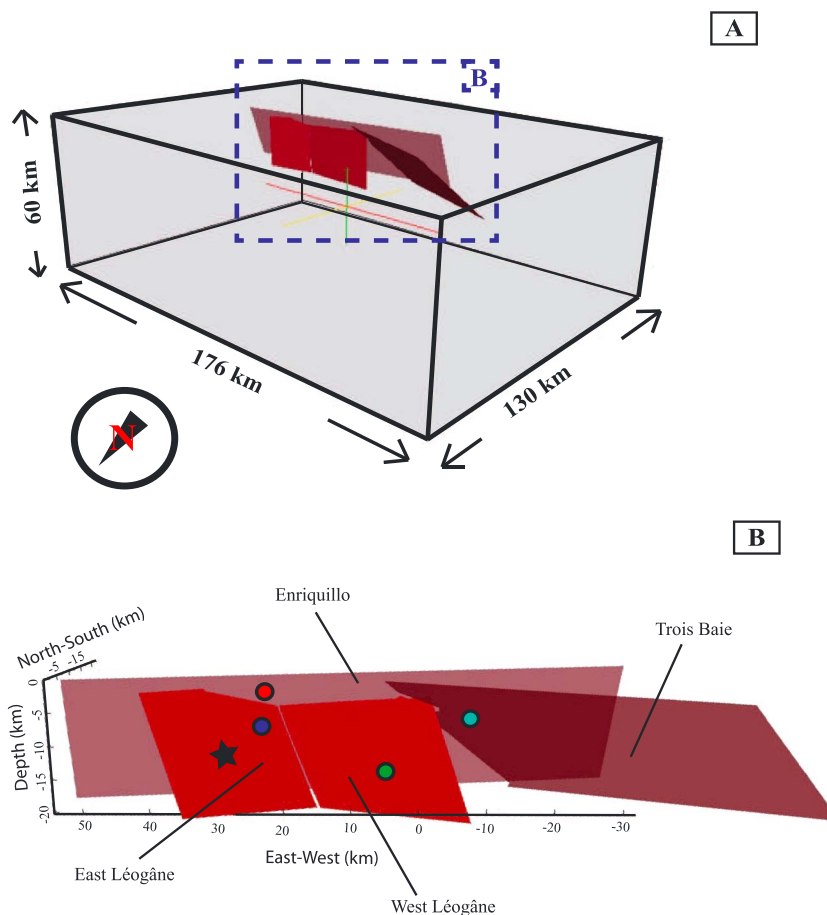 A
B
60 km
176 km
130 km
N
B
Enriquillo
Trois Baie
North-South (km)
-5 -15
Depth (km)
0
-5
-10
-15
-20
50 40 30 20 10 0 -10 -20 -30
East-West (km)
East Léogâne
West Léogâne